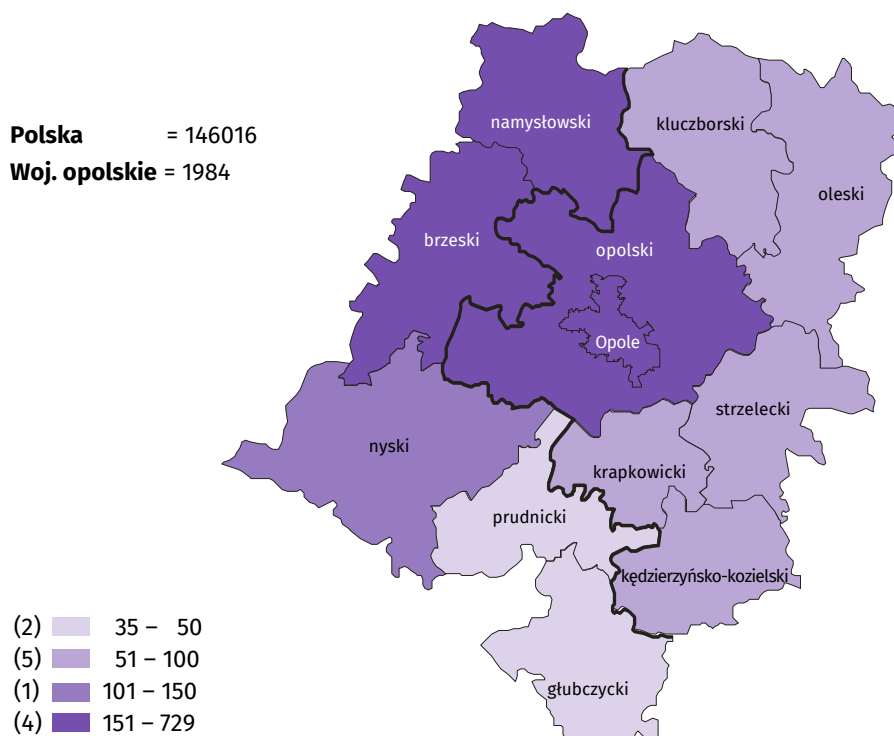 Polska = 146016
Woj. opolskie = 1984
namysłowski
kluczborski
oleski
brzeski
opolski
Opole
strzelecki
nyski
krapkowicki
prudnicki
kędzierzyńsko-kozielski
głubczycki
(2) 35 – 50
(5) 51 – 100
(1) 101 – 150
(4) 151 – 729